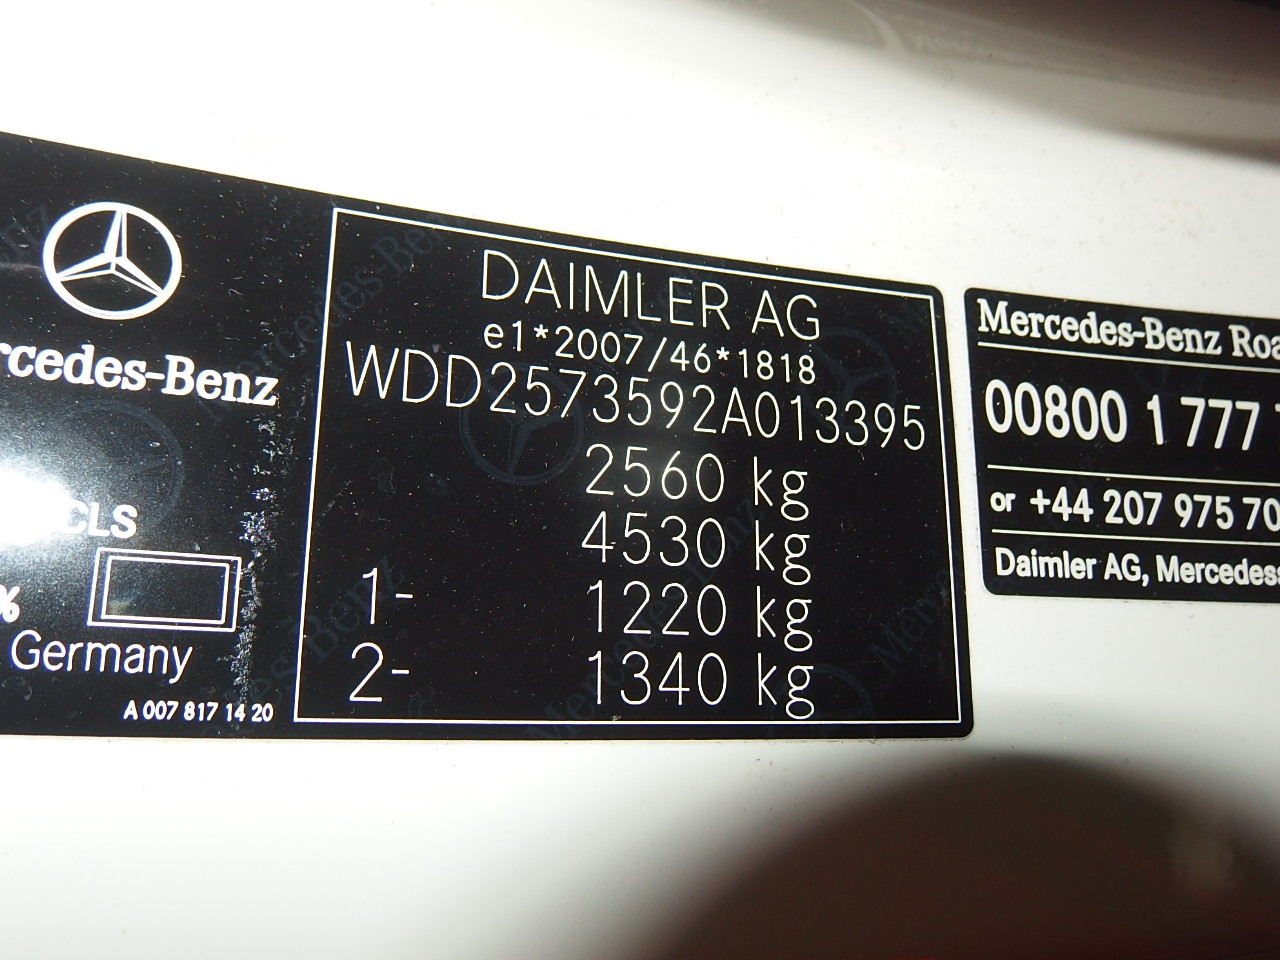 rcedes-Benz
CLS
%
Germany
A 007 817 14 20
DAIMLER AG
e1*2007/46*1818
WDD2573592A013395
2560 kg
4530 kg
1- 1220 kg
2- 1340 kg
Mercedes-Benz Roa
00800 1 777
or +44 207 975 70
Daimler AG, Mercedes